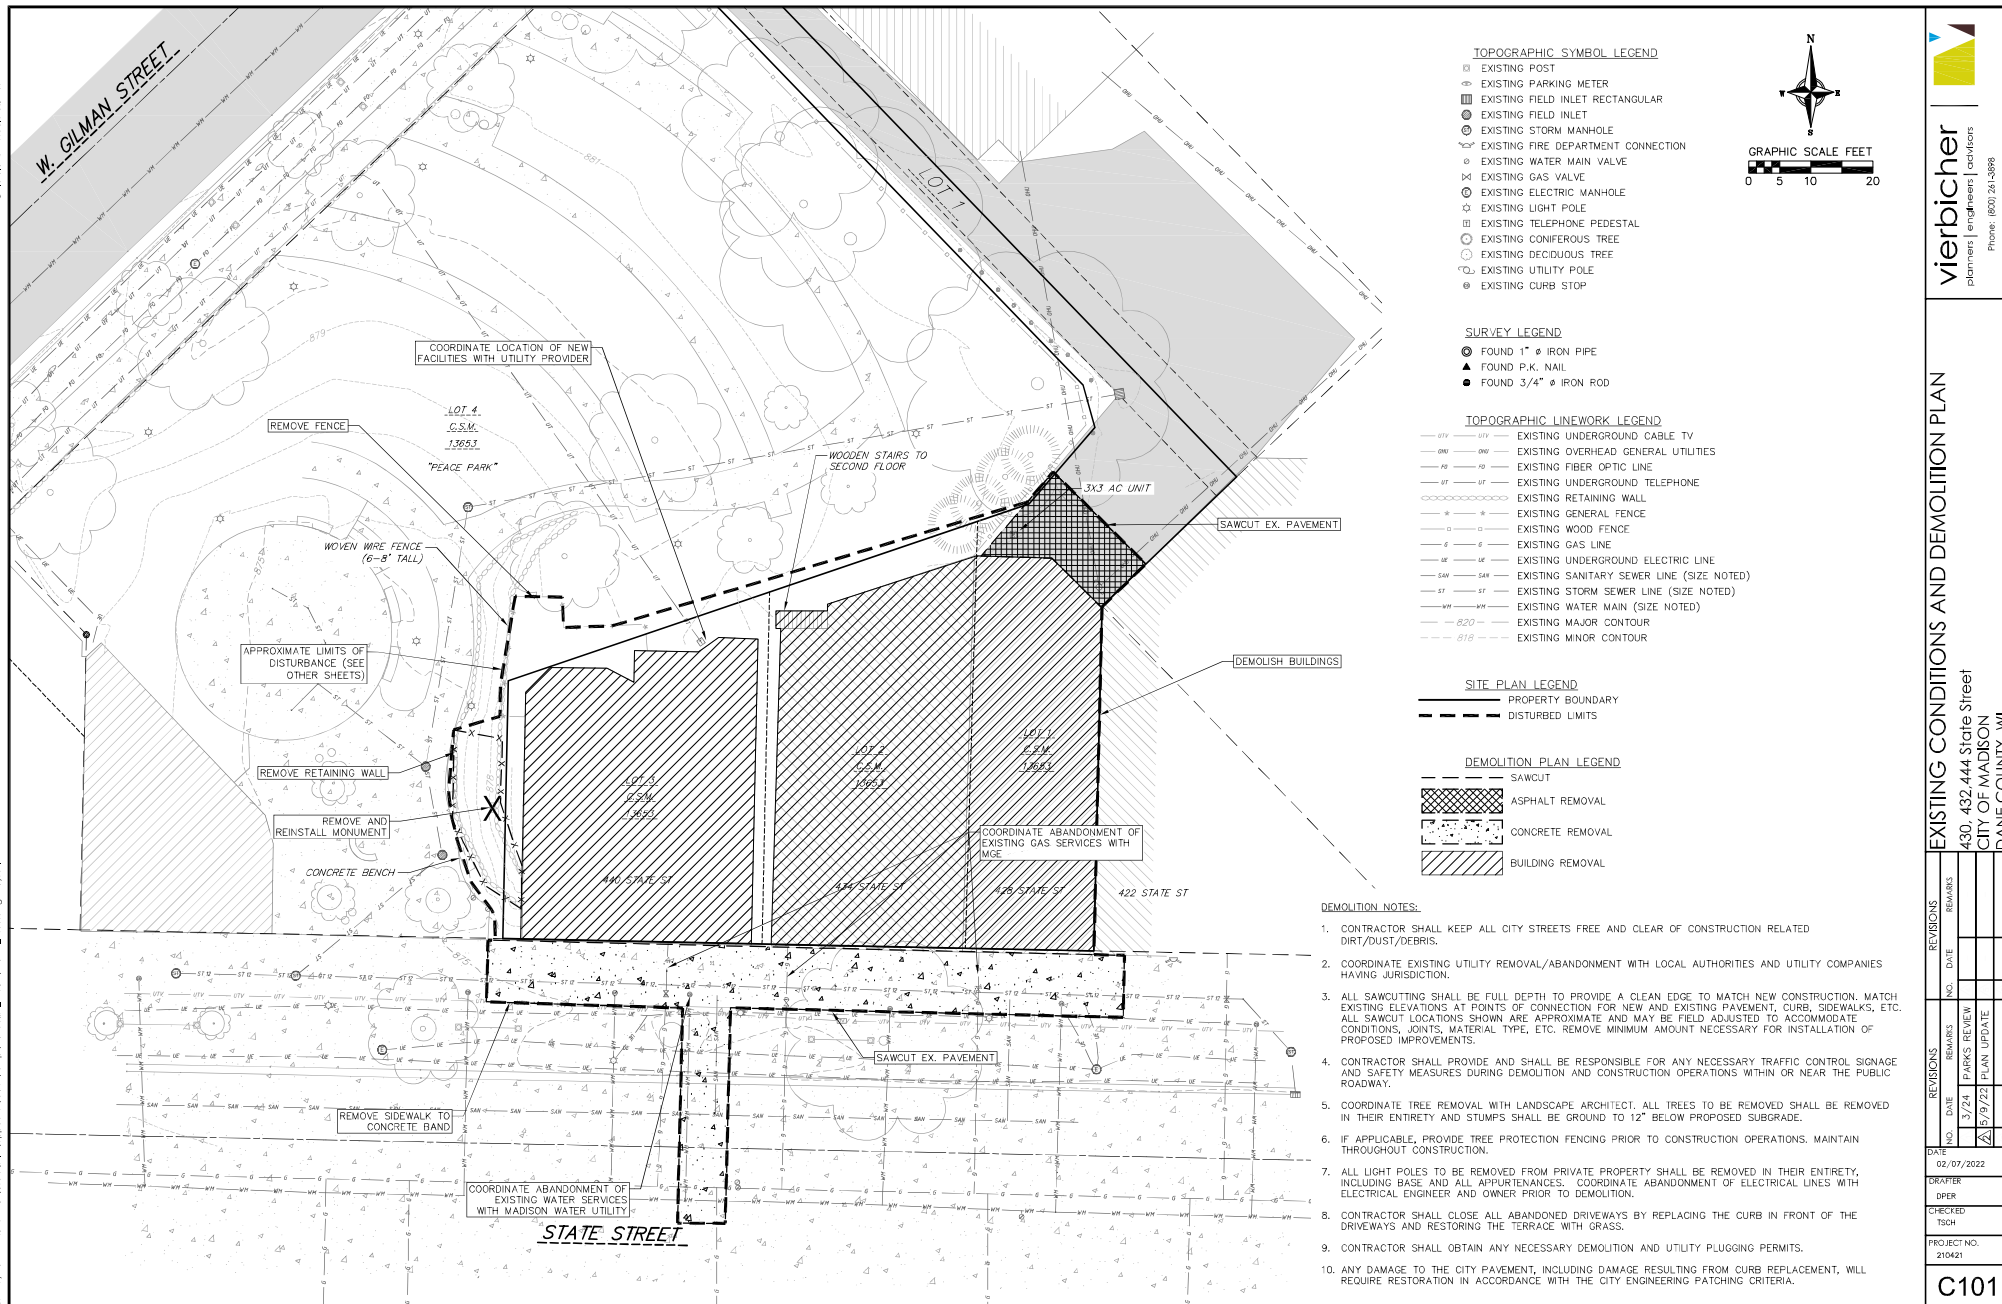 W. GILMAN STREET
LOT 1
881
879
875
COORDINATE LOCATION OF NEW
FACILITIES WITH UTILITY PROVIDER
REMOVE FENCE
LOT 4
C.S.M.
13653
"PEACE PARK"
WOODEN STAIRS TO
SECOND FLOOR
3X3 AC UNIT
SAWCUT EX. PAVEMENT
WOVEN WIRE FENCE
(6-8' TALL)
APPROXIMATE LIMITS OF
DISTURBANCE (SEE
OTHER SHEETS)
DEMOLISH BUILDINGS
REMOVE RETAINING WALL
REMOVE AND
REINSTALL MONUMENT
CONCRETE BENCH
LOT 3
C.S.M.
13653
LOT 2
C.S.M.
13653
LOT 1
C.S.M.
13653
COORDINATE ABANDONMENT OF
EXISTING GAS SERVICES WITH
MGE
440 STATE ST
434 STATE ST
428 STATE ST
422 STATE ST
SAWCUT EX. PAVEMENT
REMOVE SIDEWALK TO
CONCRETE BAND
COORDINATE ABANDONMENT OF
EXISTING WATER SERVICES
WITH MADISON WATER UTILITY
STATE STREET
TOPOGRAPHIC SYMBOL LEGEND
EXISTING POST
EXISTING PARKING METER
EXISTING FIELD INLET RECTANGULAR
EXISTING FIELD INLET
EXISTING STORM MANHOLE
EXISTING FIRE DEPARTMENT CONNECTION
EXISTING WATER MAIN VALVE
EXISTING GAS VALVE
EXISTING ELECTRIC MANHOLE
EXISTING LIGHT POLE
EXISTING TELEPHONE PEDESTAL
EXISTING CONIFEROUS TREE
EXISTING DECIDUOUS TREE
EXISTING UTILITY POLE
EXISTING CURB STOP
N
W E
S
GRAPHIC SCALE FEET
0 5 10 20
SURVEY LEGEND
FOUND 1" Ø IRON PIPE
FOUND P.K. NAIL
FOUND 3/4" Ø IRON ROD
TOPOGRAPHIC LINEWORK LEGEND
UTV UTV EXISTING UNDERGROUND CABLE TV
OHU OHU EXISTING OVERHEAD GENERAL UTILITIES
FO FO EXISTING FIBER OPTIC LINE
UT UT EXISTING UNDERGROUND TELEPHONE
EXISTING RETAINING WALL
EXISTING GENERAL FENCE
EXISTING WOOD FENCE
G G EXISTING GAS LINE
UE UE EXISTING UNDERGROUND ELECTRIC LINE
SAN SAN EXISTING SANITARY SEWER LINE (SIZE NOTED)
ST ST EXISTING STORM SEWER LINE (SIZE NOTED)
WM WM EXISTING WATER MAIN (SIZE NOTED)
820 EXISTING MAJOR CONTOUR
818 EXISTING MINOR CONTOUR
SITE PLAN LEGEND
PROPERTY BOUNDARY
DISTURBED LIMITS
DEMOLITION PLAN LEGEND
SAWCUT
ASPHALT REMOVAL
CONCRETE REMOVAL
BUILDING REMOVAL
DEMOLITION NOTES:
1. CONTRACTOR SHALL KEEP ALL CITY STREETS FREE AND CLEAR OF CONSTRUCTION RELATED
DIRT/DUST/DEBRIS.
2. COORDINATE EXISTING UTILITY REMOVAL/ABANDONMENT WITH LOCAL AUTHORITIES AND UTILITY COMPANIES
HAVING JURISDICTION.
3. ALL SAWCUTTING SHALL BE FULL DEPTH TO PROVIDE A CLEAN EDGE TO MATCH NEW CONSTRUCTION. MATCH
EXISTING ELEVATIONS AT POINTS OF CONNECTION FOR NEW AND EXISTING PAVEMENT, CURB, SIDEWALKS, ETC.
ALL SAWCUT LOCATIONS SHOWN ARE APPROXIMATE AND MAY BE FIELD ADJUSTED TO ACCOMMODATE
CONDITIONS, JOINTS, MATERIAL TYPE, ETC. REMOVE MINIMUM AMOUNT NECESSARY FOR INSTALLATION OF
PROPOSED IMPROVEMENTS.
4. CONTRACTOR SHALL PROVIDE AND SHALL BE RESPONSIBLE FOR ANY NECESSARY TRAFFIC CONTROL SIGNAGE
AND SAFETY MEASURES DURING DEMOLITION AND CONSTRUCTION OPERATIONS WITHIN OR NEAR THE PUBLIC
ROADWAY.
5. COORDINATE TREE REMOVAL WITH LANDSCAPE ARCHITECT. ALL TREES TO BE REMOVED SHALL BE REMOVED
IN THEIR ENTIRETY AND STUMPS SHALL BE GROUND TO 12" BELOW PROPOSED SUBGRADE.
6. IF APPLICABLE, PROVIDE TREE PROTECTION FENCING PRIOR TO CONSTRUCTION OPERATIONS. MAINTAIN
THROUGHOUT CONSTRUCTION.
7. ALL LIGHT POLES TO BE REMOVED FROM PRIVATE PROPERTY SHALL BE REMOVED IN THEIR ENTIRETY,
INCLUDING BASE AND ALL APPURTENANCES. COORDINATE ABANDONMENT OF ELECTRICAL LINES WITH
ELECTRICAL ENGINEER AND OWNER PRIOR TO DEMOLITION.
8. CONTRACTOR SHALL CLOSE ALL ABANDONED DRIVEWAYS BY REPLACING THE CURB IN FRONT OF THE
DRIVEWAYS AND RESTORING THE TERRACE WITH GRASS.
9. CONTRACTOR SHALL OBTAIN ANY NECESSARY DEMOLITION AND UTILITY PLUGGING PERMITS.
10. ANY DAMAGE TO THE CITY PAVEMENT, INCLUDING DAMAGE RESULTING FROM CURB REPLACEMENT, WILL
REQUIRE RESTORATION IN ACCORDANCE WITH THE CITY ENGINEERING PATCHING CRITERIA.
vierbicher
planners | engineers | advisors
Phone: (800) 261-3898
EXISTING CONDITIONS AND DEMOLITION PLAN
430, 432,444 State Street
CITY OF MADISON
DANE COUNTY, WI
REVISIONS
NO. DATE REMARKS
REVISIONS
NO. DATE REMARKS
3/24 PARKS REVIEW
5/9/22 PLAN UPDATE
DATE
02/07/2022
DRAFTER
DPER
CHECKED
TSCH
PROJECT NO.
210421
C101